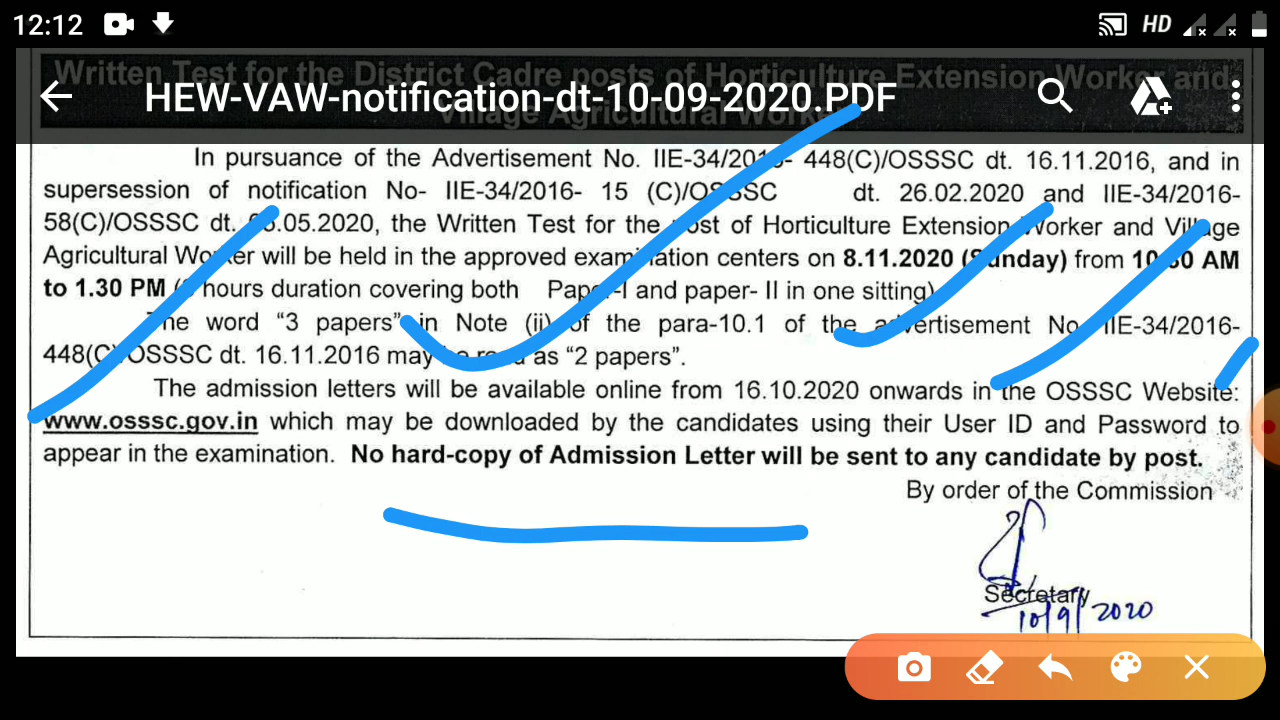 12:12 HD
Written Test for the District Cadre posts of Horticulture Extension Worker and
HEW-VAW-notification-dt-10-09-2020.PDF
Village Agricultural
In pursuance of the Advertisement No. 448(C)/OSSSC dt. 16.11.2016, and in
supersession of notification No- IIE-34/2016- 15 (C)/OSSSC dt. 26.02.2020 and IIE-34/2016-
58(C)/OSSSC dt. .05.2020, the Written Test for the post of Horticulture Extension Worker and Village
Agricultural Worker will be held in the approved examination centers on 8.11.2020 (Sunday) from AM
to 1.30 PM ( hours duration covering both Paper-I and paper- II in one sitting)
The word “3 papers” in Note (ii) of the para-10.1 of the advertisement No. IIE-34/2016-
448(C)/OSSSC dt. 16.11.2016 may be read as “2 papers”.
The admission letters will be available online from 16.10.2020 onwards in the OSSSC Website:
www.osssc.gov.in which may be downloaded by the candidates using their User ID and Password to
appear in the examination. No hard-copy of Admission Letter will be sent to any candidate by post.
By order of the Commission
Secretary
10/9/2020